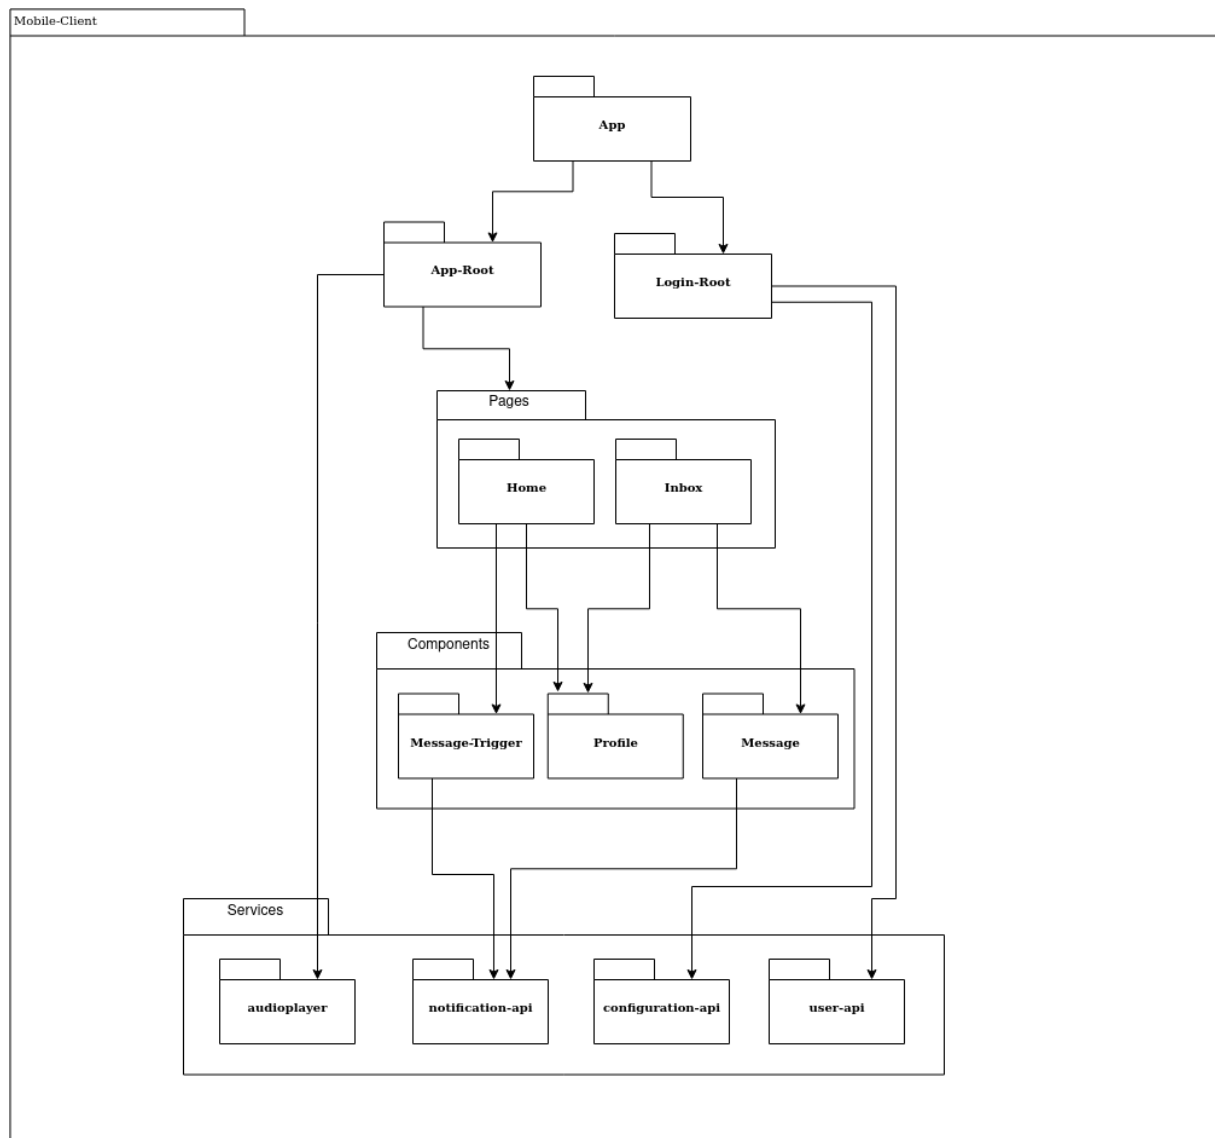 Mobile-Client
App
App-Root
Login-Root
Pages
Home
Inbox
Components
Message-Trigger
Profile
Message
Services
audioplayer
notification-api
configuration-api
user-api